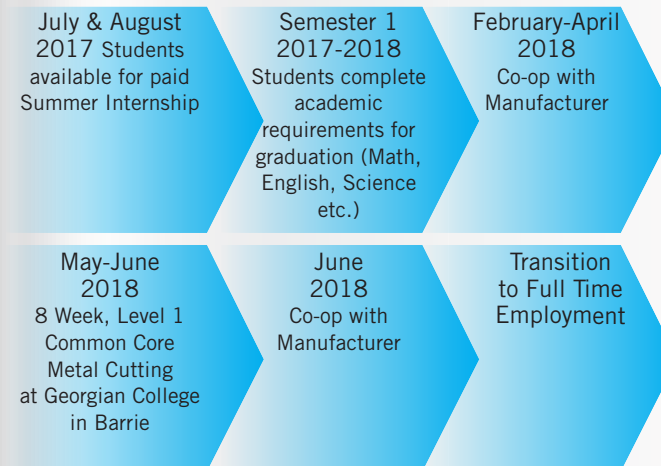 July & August
2017 Students
available for paid
Summer Internship
Semester 1
2017-2018
Students complete
academic
requirements for
graduation (Math,
English, Science
etc.)
February-April
2018
Co-op with
Manufacturer
May-June
2018
8 Week, Level 1
Common Core
Metal Cutting
at Georgian College
in Barrie
June
2018
Co-op with
Manufacturer
Transition
to Full Time
Employment